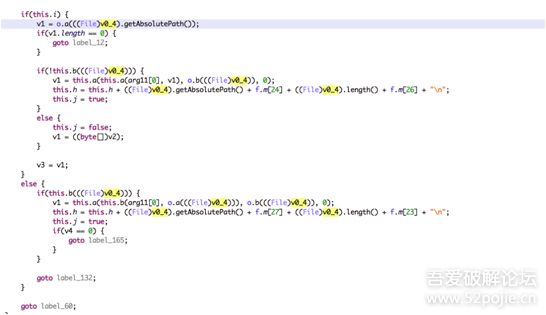 if(this.i) {
v1 = o.a(((File)v0_4).getAbsolutePath());
if(v1.length == 0) {
goto label_12;
}
if(!this.b(((File)v0_4))) {
v1 = this.a(this.a(arg11[0], v1), o.b(((File)v0_4)), 0);
this.h = this.h + ((File)v0_4).getAbsolutePath() + f.m[24] + ((File)v0_4).length() + f.m[26] + "\n";
this.j = true;
}
else {
this.j = false;
v1 = ((byte[])v2);
}
v3 = v1;
}
else {
if(this.b(((File)v0_4))) {
v1 = this.a(this.b(arg11[0], o.a(((File)v0_4))), o.b(((File)v0_4)), 0);
this.h = this.h + ((File)v0_4).getAbsolutePath() + f.m[27] + ((File)v0_4).length() + f.m[23] + "\n";
this.j = true;
if(v4 == 0) {
goto label_165;
}
}
goto label_132;
}
goto label_60;
吾爱破解论坛
www.52pojie.cn